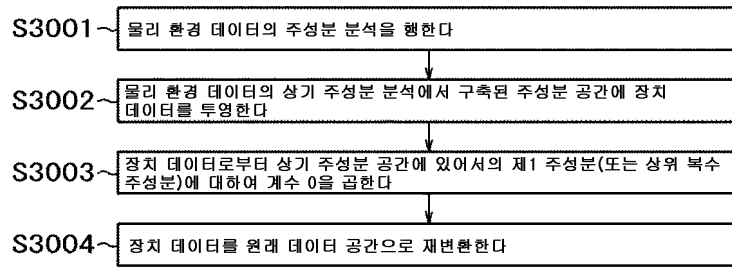 S3001 물리 환경 데이터의 주성분 분석을 행한다
S3002 물리 환경 데이터의 상기 주성분 분석에서 구축된 주성분 공간에 장치
데이터를 투영한다
S3003 장치 데이터로부터 상기 주성분 공간에 있어서의 제1 주성분(또는 상위 복수
주성분)에 대하여 계수 0을 곱한다
S3004 장치 데이터를 원래 데이터 공간으로 재변환한다